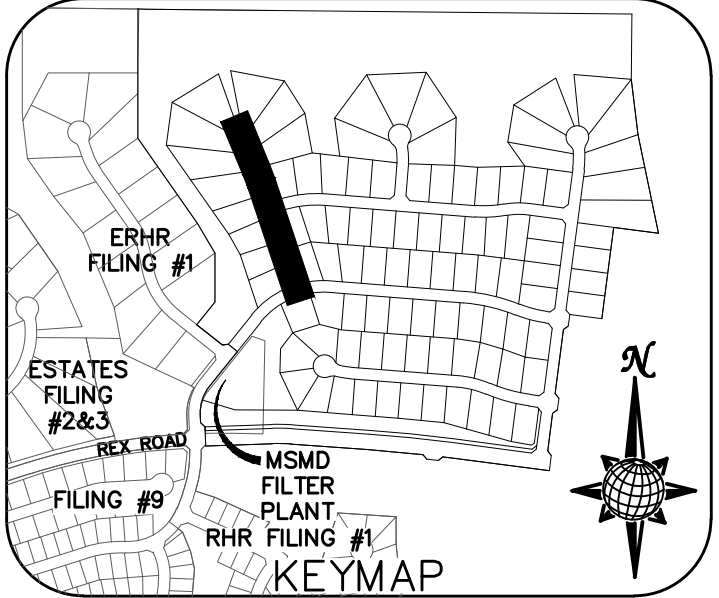 ERHR
FILING #1
N
ESTATES
FILING
#2&3
REX ROAD
MSMD
FILTER
PLANT
FILING #9
RHR FILING #1
KEYMAP